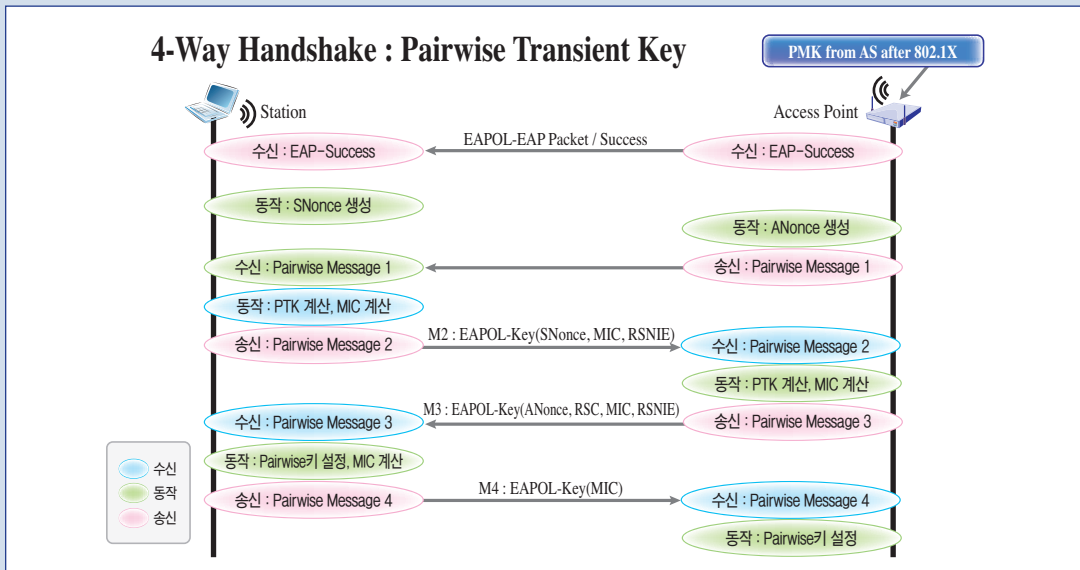 4-Way Handshake : Pairwise Transient Key
PMK from AS after 802.1X
Station
Access Point
수신 : EAP-Success
EAPOL-EAP Packet / Success
수신 : EAP-Success
동작 : SNonce 생성
동작 : ANonce 생성
수신 : Pairwise Message 1
송신 : Pairwise Message 1
동작 : PTK 계산, MIC 계산
송신 : Pairwise Message 2
M2 : EAPOL-Key(SNonce, MIC, RSNIE)
수신 : Pairwise Message 2
동작 : PTK 계산, MIC 계산
수신 : Pairwise Message 3
M3 : EAPOL-Key(ANonce, RSC, MIC, RSNIE)
송신 : Pairwise Message 3
동작 : Pairwise키 설정, MIC 계산
송신 : Pairwise Message 4
M4 : EAPOL-Key(MIC)
수신 : Pairwise Message 4
동작 : Pairwise키 설정
수신
동작
송신